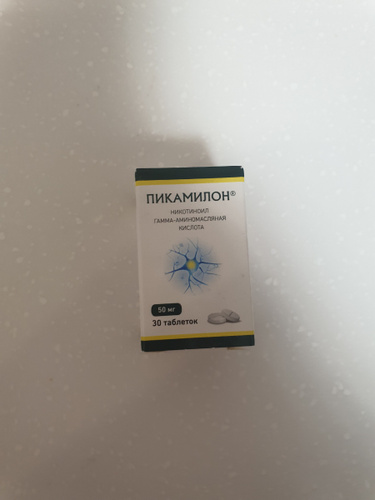 ПИКАМИЛОН®
НИКОТИНОИЛ
ГАММА-АМИНОМАСЛЯНАЯ
КИСЛОТА
50 мг
30 таблеток